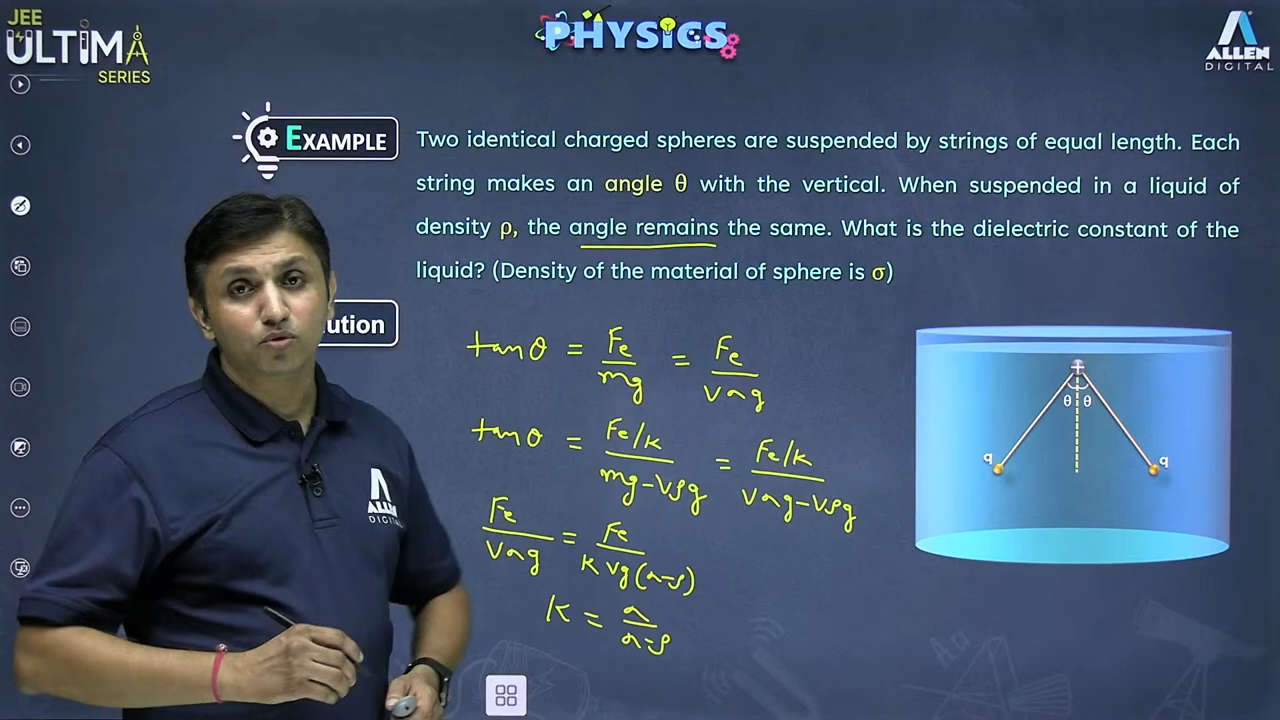 JEE
ULTIMA
SERIES
PHYSICS
ALLEN
DIGITAL
EXAMPLE
Two identical charged spheres are suspended by strings of equal length. Each
string makes an angle θ with the vertical. When suspended in a liquid of
density ρ, the angle remains the same. What is the dielectric constant of the
liquid? (Density of the material of sphere is σ)
ution
tanθ = Fe/mg = Fe/Vσg
tanθ = (Fe/K)/(mg-Vρg) = (Fe/K)/(Vσg-Vρg)
Fe/Vσg = Fe/(K Vg(σ-ρ))
K = σ/(σ-ρ)
θ θ
q q
ALLEN
DIGITAL
Au